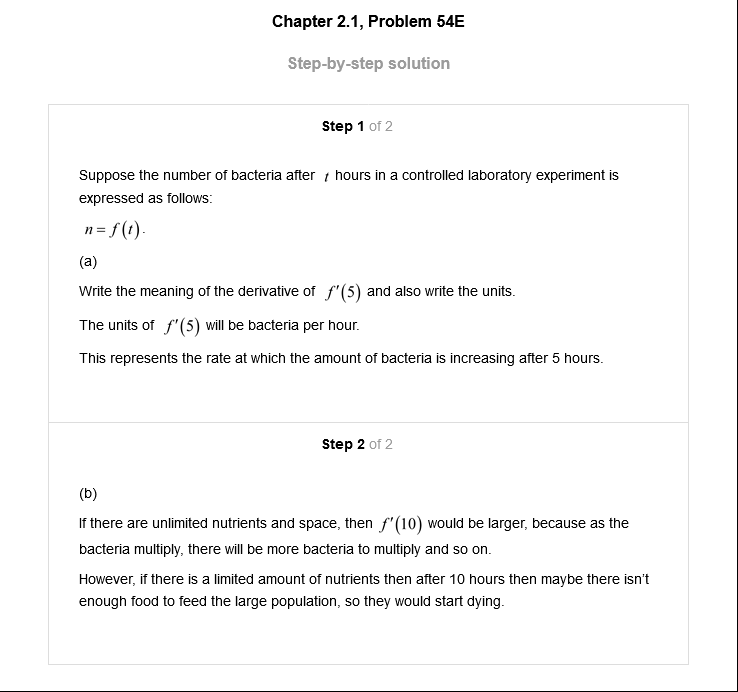 Chapter 2.1, Problem 54E
Step-by-step solution
Step 1 of 2
Suppose the number of bacteria after t hours in a controlled laboratory experiment is
expressed as follows:
n = f(t).
(a)
Write the meaning of the derivative of f'(5) and also write the units.
The units of f'(5) will be bacteria per hour.
This represents the rate at which the amount of bacteria is increasing after 5 hours.
Step 2 of 2
(b)
If there are unlimited nutrients and space, then f'(10) would be larger, because as the
bacteria multiply, there will be more bacteria to multiply and so on.
However, if there is a limited amount of nutrients then after 10 hours then maybe there isn't
enough food to feed the large population, so they would start dying.